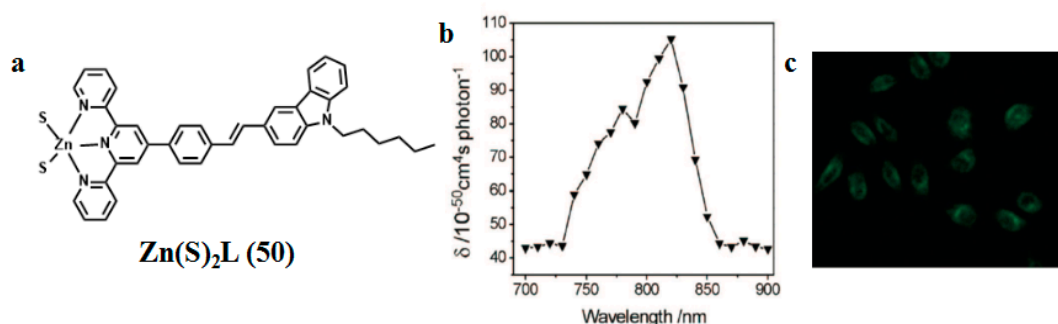 a
S
S
Zn
N
N
N
N
Zn(S)₂L (50)
b
δ /10⁻⁵⁰cm⁴s photon⁻¹
110
100
90
80
70
60
50
40
700
750
800
850
900
Wavelength /nm
c